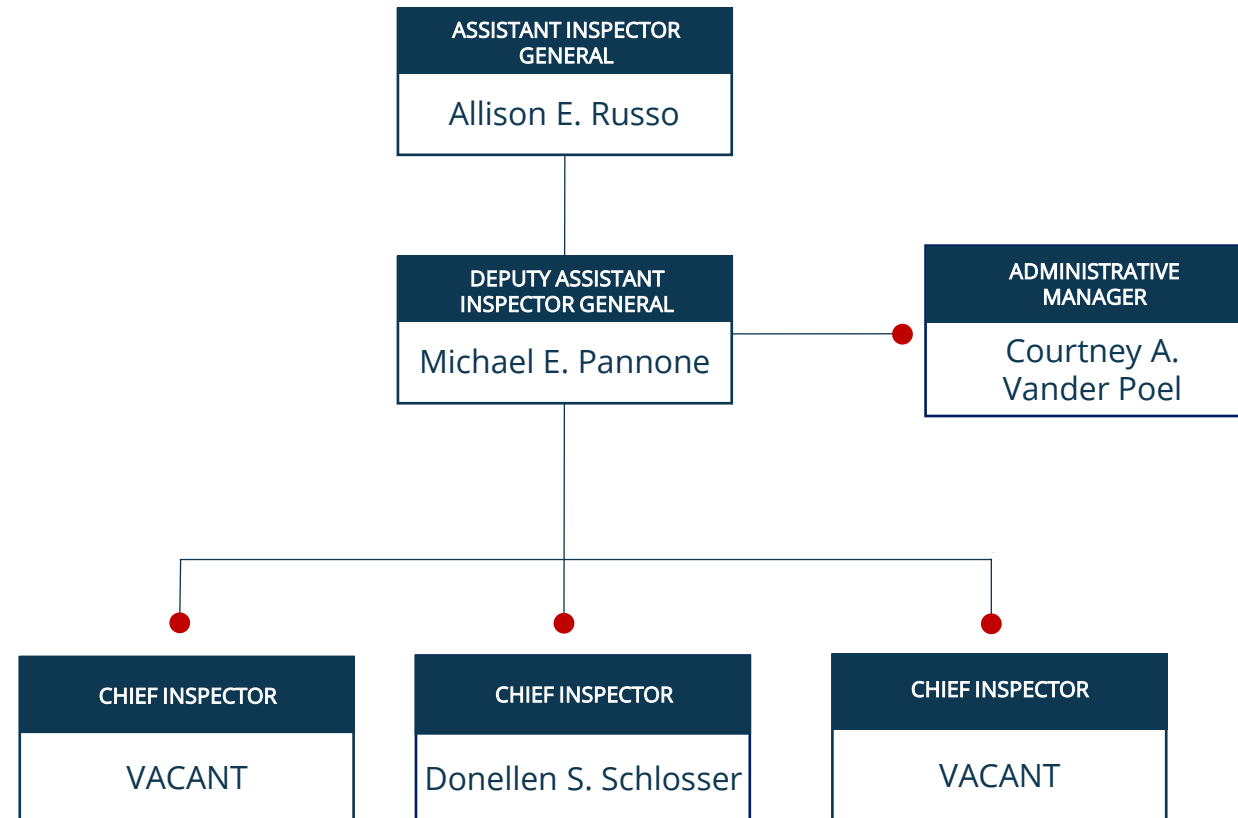 ASSISTANT INSPECTOR
GENERAL
Allison E. Russo
DEPUTY ASSISTANT
INSPECTOR GENERAL
Michael E. Pannone
ADMINISTRATIVE
MANAGER
Courtney A.
Vander Poel
CHIEF INSPECTOR
VACANT
CHIEF INSPECTOR
Donellen S. Schlosser
CHIEF INSPECTOR
VACANT